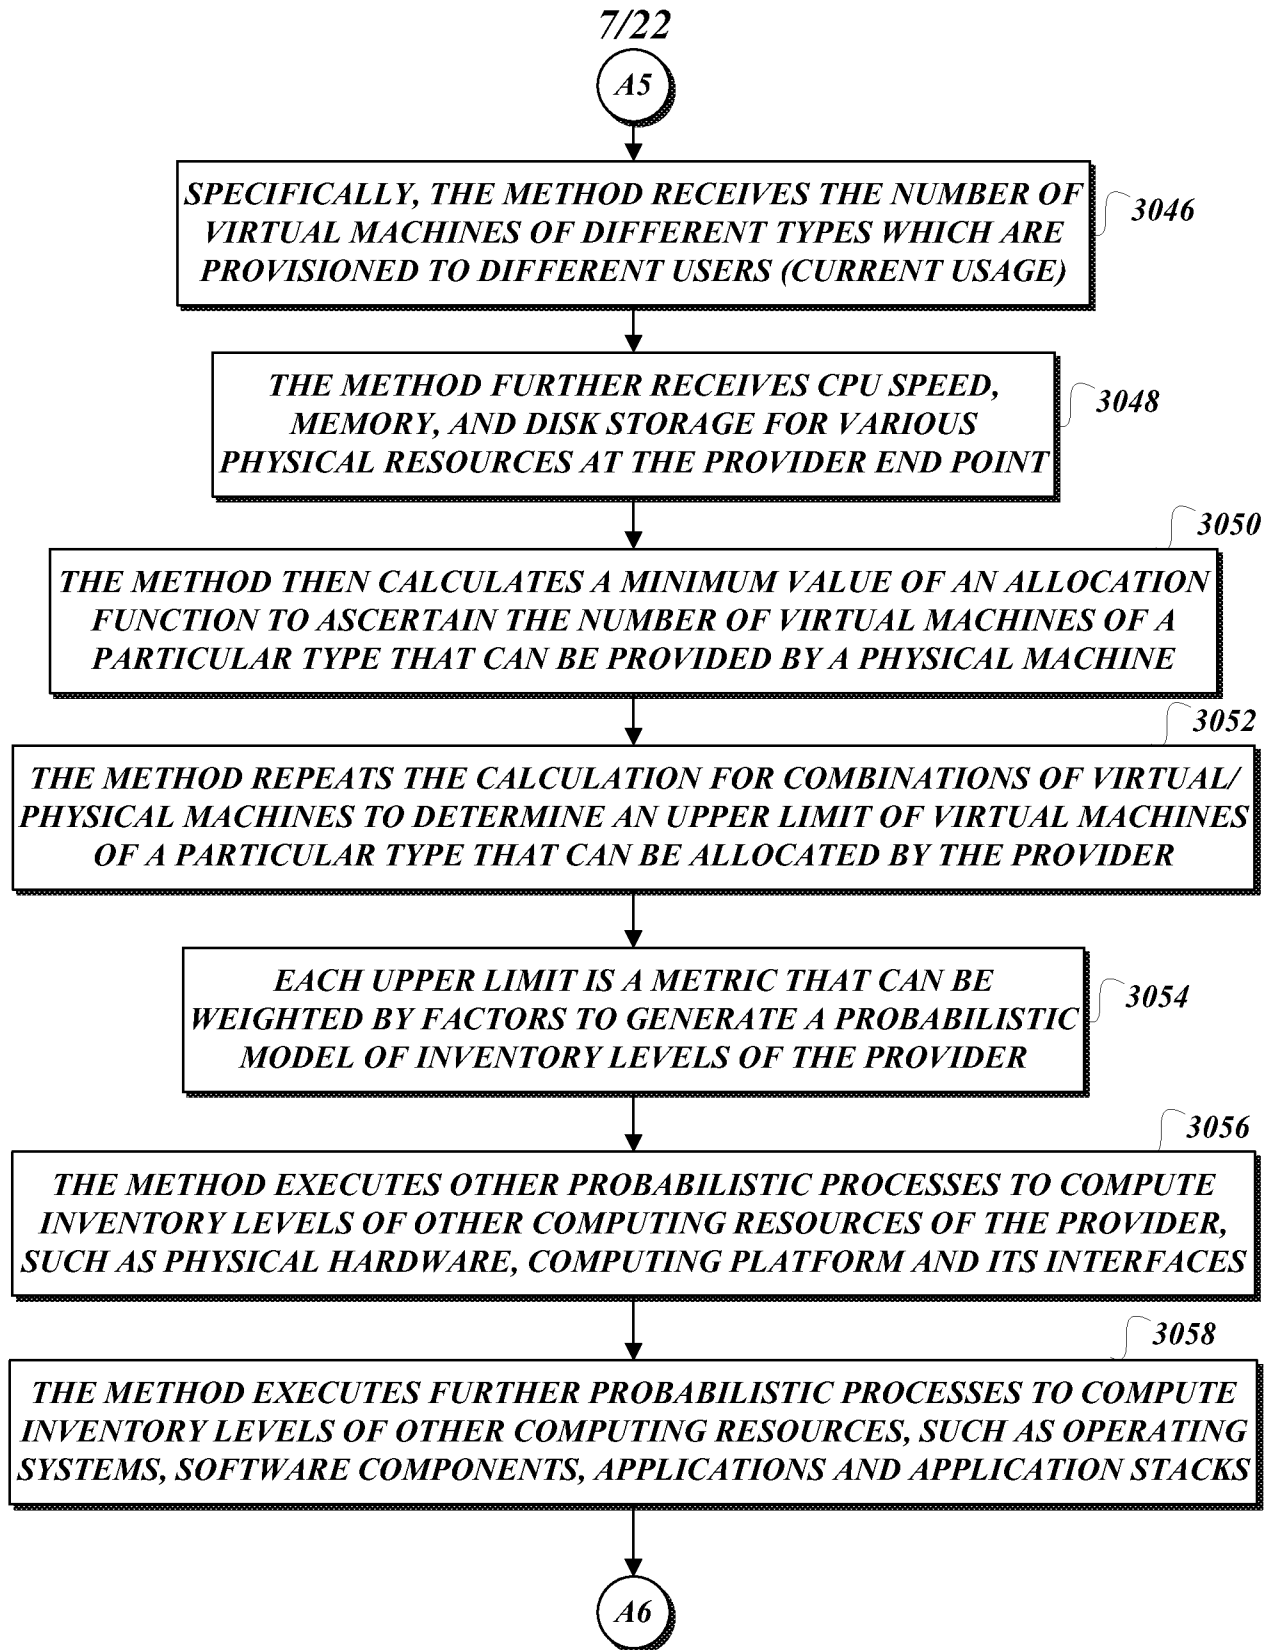 7/22
A5
SPECIFICALLY, THE METHOD RECEIVES THE NUMBER OF
VIRTUAL MACHINES OF DIFFERENT TYPES WHICH ARE
PROVISIONED TO DIFFERENT USERS (CURRENT USAGE)
3046
THE METHOD FURTHER RECEIVES CPU SPEED,
MEMORY, AND DISK STORAGE FOR VARIOUS
PHYSICAL RESOURCES AT THE PROVIDER END POINT
3048
3050
THE METHOD THEN CALCULATES A MINIMUM VALUE OF AN ALLOCATION
FUNCTION TO ASCERTAIN THE NUMBER OF VIRTUAL MACHINES OF A
PARTICULAR TYPE THAT CAN BE PROVIDED BY A PHYSICAL MACHINE
3052
THE METHOD REPEATS THE CALCULATION FOR COMBINATIONS OF VIRTUAL/
PHYSICAL MACHINES TO DETERMINE AN UPPER LIMIT OF VIRTUAL MACHINES
OF A PARTICULAR TYPE THAT CAN BE ALLOCATED BY THE PROVIDER
EACH UPPER LIMIT IS A METRIC THAT CAN BE
WEIGHTED BY FACTORS TO GENERATE A PROBABILISTIC
MODEL OF INVENTORY LEVELS OF THE PROVIDER
3054
3056
THE METHOD EXECUTES OTHER PROBABILISTIC PROCESSES TO COMPUTE
INVENTORY LEVELS OF OTHER COMPUTING RESOURCES OF THE PROVIDER,
SUCH AS PHYSICAL HARDWARE, COMPUTING PLATFORM AND ITS INTERFACES
3058
THE METHOD EXECUTES FURTHER PROBABILISTIC PROCESSES TO COMPUTE
INVENTORY LEVELS OF OTHER COMPUTING RESOURCES, SUCH AS OPERATING
SYSTEMS, SOFTWARE COMPONENTS, APPLICATIONS AND APPLICATION STACKS
A6